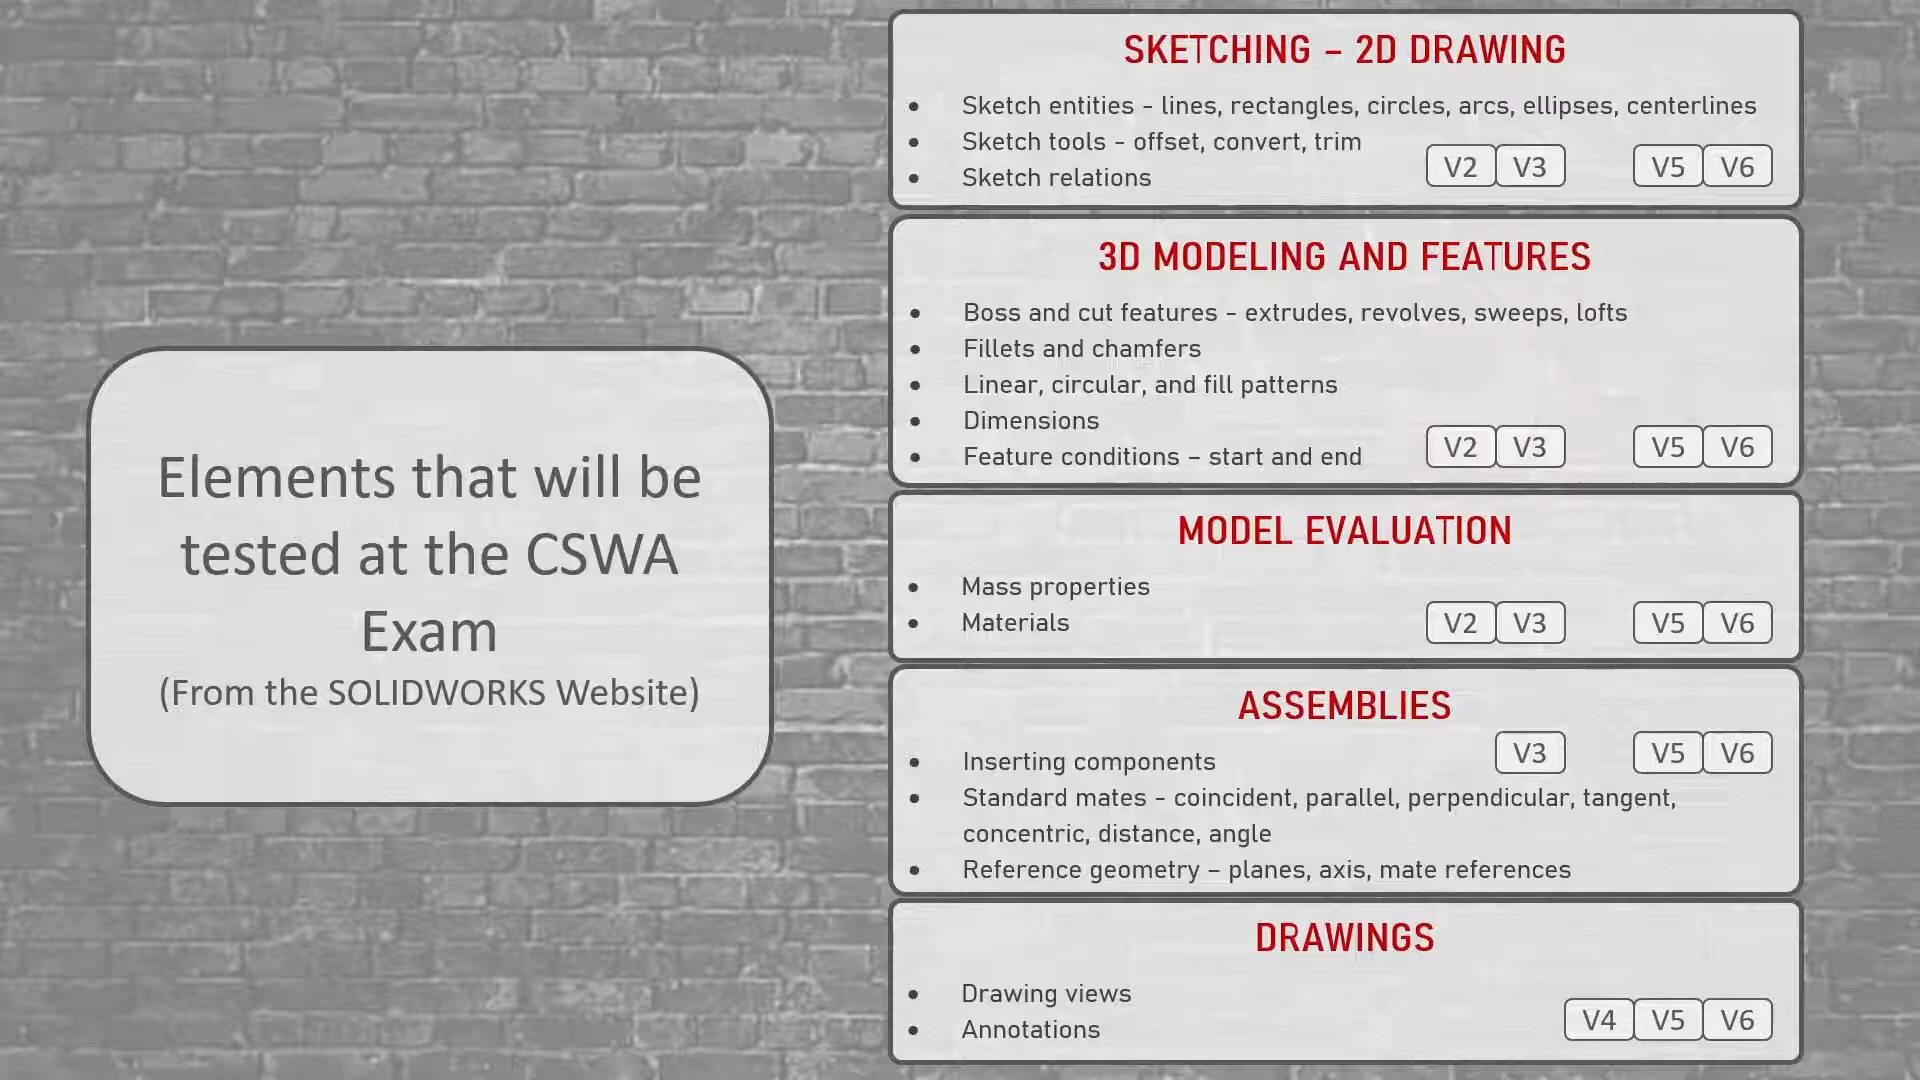 Elements that will be
tested at the CSWA
Exam
(From the SOLIDWORKS Website)
SKETCHING – 2D DRAWING
• Sketch entities - lines, rectangles, circles, arcs, ellipses, centerlines
• Sketch tools - offset, convert, trim
• Sketch relations
V2 V3 V5 V6
3D MODELING AND FEATURES
• Boss and cut features - extrudes, revolves, sweeps, lofts
• Fillets and chamfers
• Linear, circular, and fill patterns
• Dimensions
• Feature conditions – start and end
V2 V3 V5 V6
MODEL EVALUATION
• Mass properties
• Materials
V2 V3 V5 V6
ASSEMBLIES
• Inserting components
V3 V5 V6
• Standard mates - coincident, parallel, perpendicular, tangent,
concentric, distance, angle
• Reference geometry – planes, axis, mate references
DRAWINGS
• Drawing views
• Annotations
V4 V5 V6